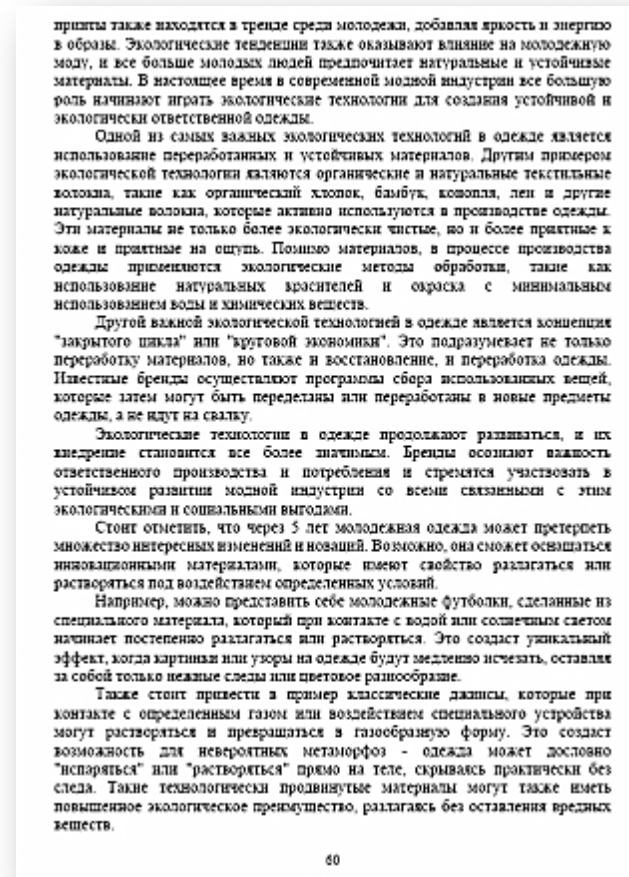 принты также находятся в тренде среди молодежи, добавляя яркость и энергию
в образы. Экологические тенденции также оказывают влияние на молодежную
моду, и все больше молодых людей предпочитает натуральные и устойчивые
материалы. В настоящее время в современной модной индустрии все большую
роль начинают играть экологические технологии для создания устойчивой и
экологически ответственной одежды.
Одной из самых важных экологических технологий в одежде является
использование переработанных и устойчивых материалов. Другим примером
экологической технологии являются органические и натуральные текстильные
волокна, такие как органический хлопок, бамбук, конопля, лен и другие
натуральные волокна, которые активно используются в производстве одежды.
Эти материалы не только более экологически чистые, но и более приятные к
коже и приятные на ощупь. Помимо материалов, в процессе производства
одежды применяются экологические методы обработки, такие как
использование натуральных красителей и окраска с минимальным
использованием воды и химических веществ.
Другой важной экологической технологией в одежде является концепция
"закрытого цикла" или "круговой экономики". Это подразумевает не только
переработку материалов, но также и восстановление, и переработка одежды.
Известные бренды осуществляют программы сбора использованных вещей,
которые затем могут быть переделаны или переработаны в новые предметы
одежды, а не идут на свалку.
Экологические технологии в одежде продолжают развиваться, и их
внедрение становится все более значимым. Бренды осознают важность
ответственного производства и потребления и стремятся участвовать в
устойчивом развитии модной индустрии со всеми связанными с этим
экологическими и социальными выгодами.
Стоит отметить, что через 5 лет молодежная одежда может претерпеть
множество интересных изменений и новаций. Возможно, она сможет оснащаться
инновационными материалами, которые имеют свойство разлагаться или
растворяться под воздействием определенных условий.
Например, можно представить себе молодежные футболки, сделанные из
специального материала, который при контакте с водой или солнечным светом
начинает постепенно разлагаться или растворяться. Это создаст уникальный
эффект, когда картинки или узоры на одежде будут медленно исчезать, оставляя
за собой только нежные следы или цветовое разнообразие.
Также стоит привести в пример классические джинсы, которые при
контакте с определенным газом или воздействием специального устройства
могут растворяться и превращаться в газообразную форму. Это создаст
возможность для невероятных метаморфоз - одежда может дословно
"испаряться" или "растворяться" прямо на теле, скрываясь практически без
следа. Такие технологически продвинутые материалы могут также иметь
повышенное экологическое преимущество, разлагаясь без оставления вредных
веществ.
60